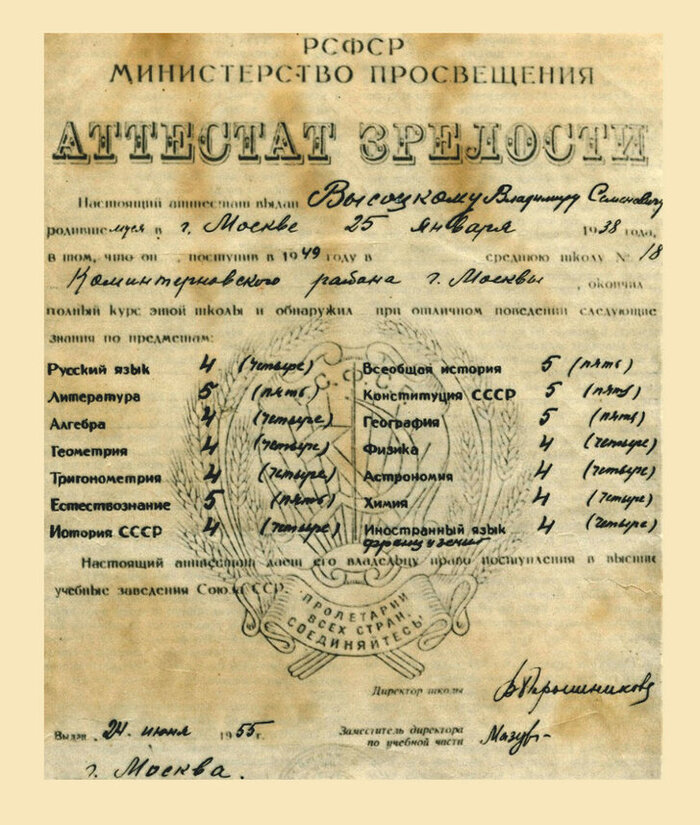 РСФСР
МИНИСТЕРСТВО ПРОСВЕЩЕНИЯ
АТТЕСТАТ ЗРЕЛОСТИ
Настоящий аттестат выдан Высоцкому Владимиру Семеновичу
родившемуся в г. Москве 25 января 1938 года,
в том, что он , поступив в 1949 году в среднюю школу № 18
Коминтерновского района г. Москвы , окончил
полный курс этой школы и обнаружил при отличном поведении следующие
знания по предметам:
Русский язык 4 (четыре) Всеобщая история 5 (пять)
Литература 5 (пять) Конституция СССР 5 (пять)
Алгебра 4 (четыре) География 5 (пять)
Геометрия 4 (четыре) Физика 4 (четыре)
Тригонометрия 4 (четыре) Астрономия 4 (четыре)
Естествознание 5 (пять) Химия 4 (четыре)
История СССР 4 (четыре) Иностранный язык 4 (четыре)
Настоящий аттестат дает его владельцу право поступления в высшие
учебные заведения Союза ССР.
ПРОЛЕТАРИИ
ВСЕХ СТРАН,
СОЕДИНЯЙТЕСЬ!
Директор школы
Выдан 24 июня 1955 г. Заместитель директора
по учебной части Мазур
г. Москва.